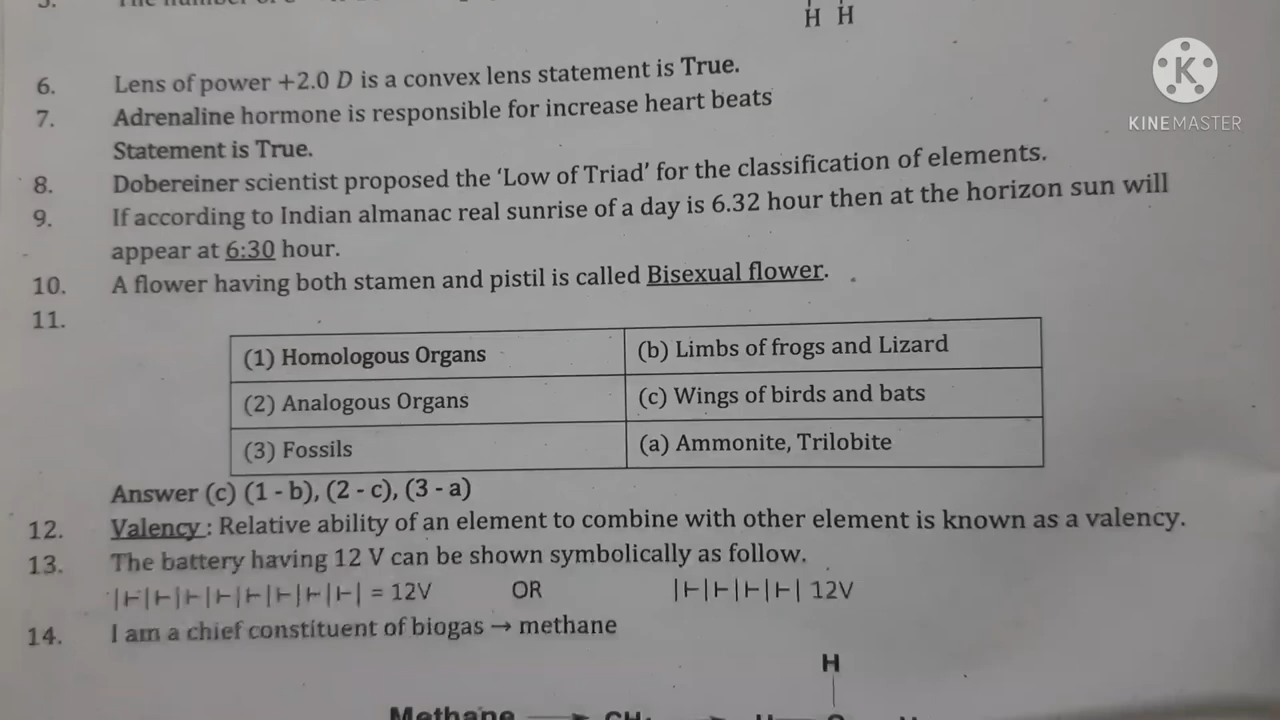 5.
H H
KINEMASTER
6. Lens of power +2.0 D is a convex lens statement is True.
7. Adrenaline hormone is responsible for increase heart beats
Statement is True.
8. Dobereiner scientist proposed the 'Low of Triad' for the classification of elements.
9. If according to Indian almanac real sunrise of a day is 6.32 hour then at the horizon sun will
appear at 6:30 hour.
10. A flower having both stamen and pistil is called Bisexual flower.
11.
(1) Homologous Organs (b) Limbs of frogs and Lizard
(2) Analogous Organs (c) Wings of birds and bats
(3) Fossils (a) Ammonite, Trilobite
Answer (c) (1 - b), (2 - c), (3 - a)
12. Valency : Relative ability of an element to combine with other element is known as a valency.
13. The battery having 12 V can be shown symbolically as follow.
= 12V OR 12V
14. I am a chief constituent of biogas → methane
H
Methane